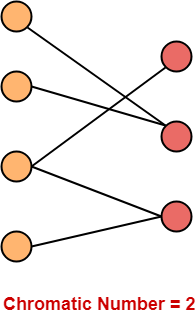 Chromatic Number = 2